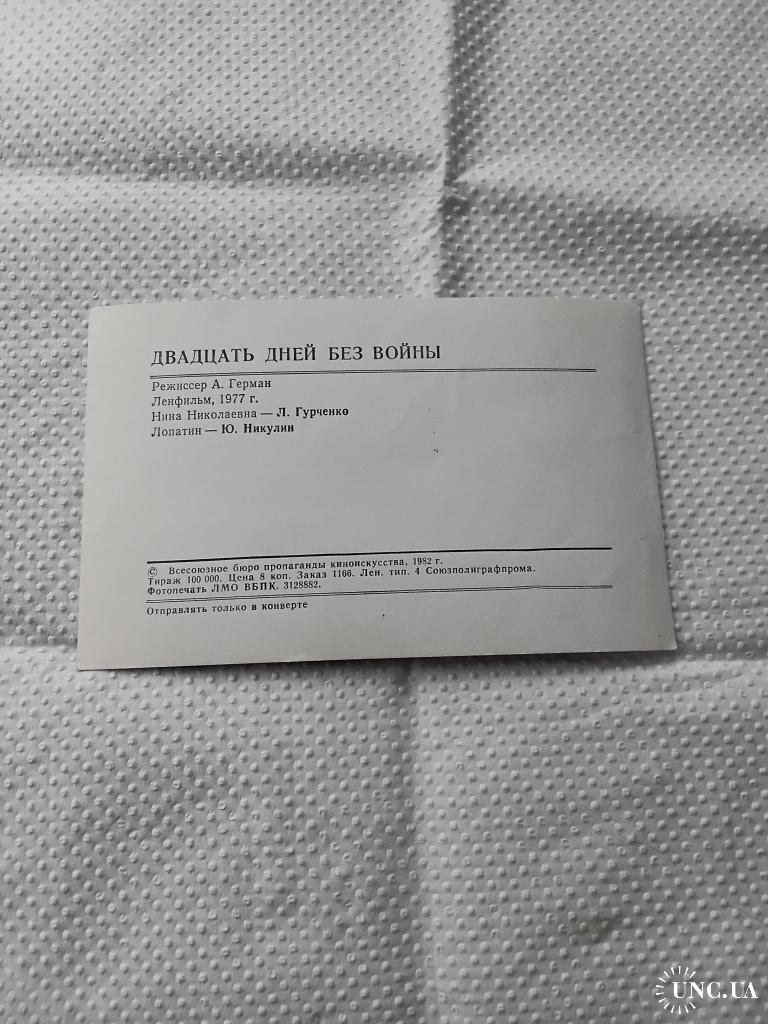 ДВАДЦАТЬ ДНЕЙ БЕЗ ВОЙНЫ
Режиссер А. Герман
Ленфильм, 1977 г.
Нина Николаевна — Л. Гурченко
Лопатин — Ю. Никулин
© Всесоюзное бюро пропаганды киноискусства, 1982 г.
Тираж 100 000. Цена 8 коп. Заказ 1166. Лен. тип. 4 Союзполиграфпрома.
Фотопечать ЛМО ВБПК. 3128882.
Отправлять только в конверте
UNC.UA